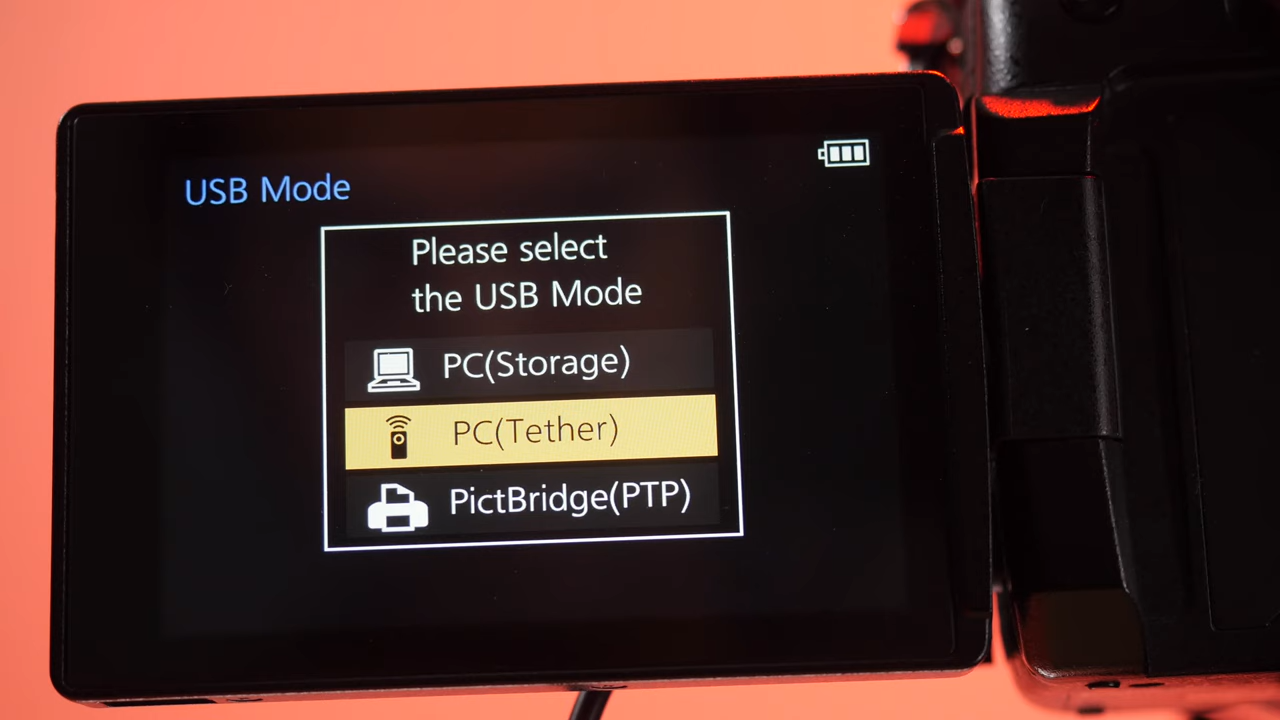 USB Mode
Please select
the USB Mode
PC(Storage)
PC(Tether)
PictBridge(PTP)